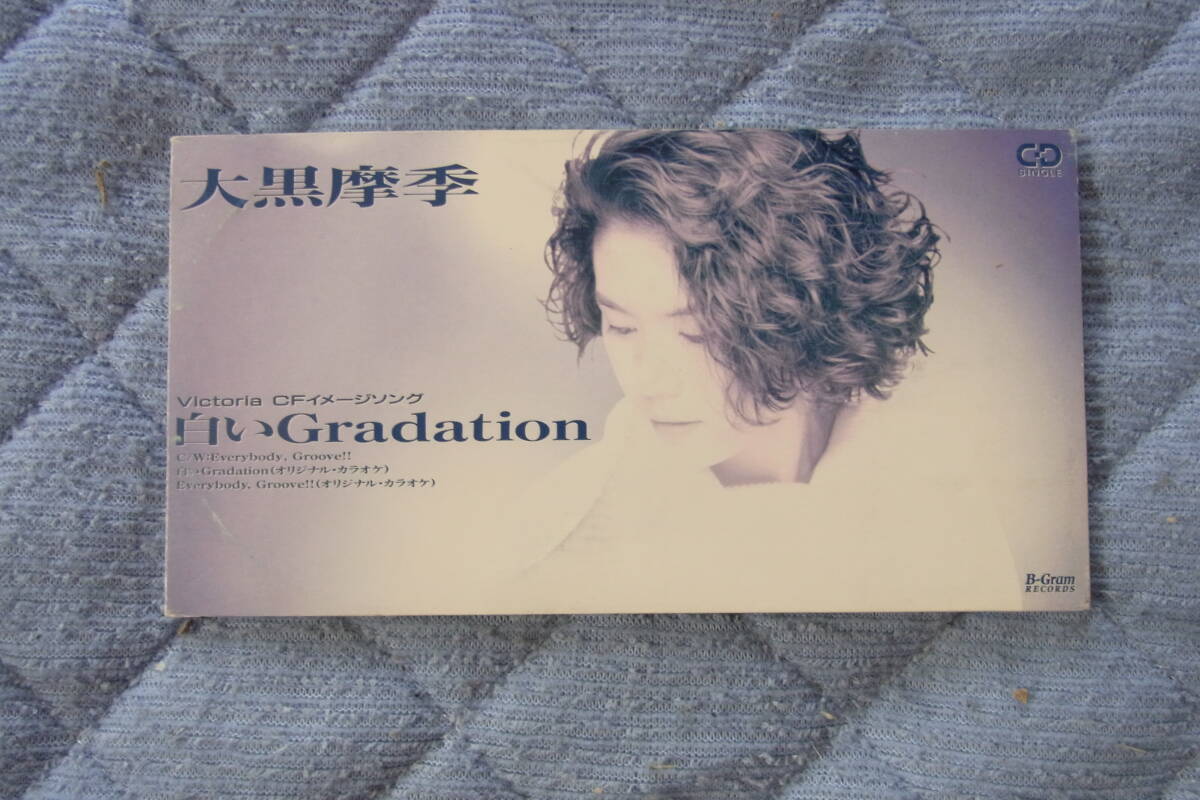 大黒摩季
CD
SINGLE
Victoria CFイメージソング
白いGradation
C/W:Everybody, Groove!!
白いGradation(オリジナル・カラオケ)
Everybody, Groove!!(オリジナル・カラオケ)
B-Gram
RECORDS